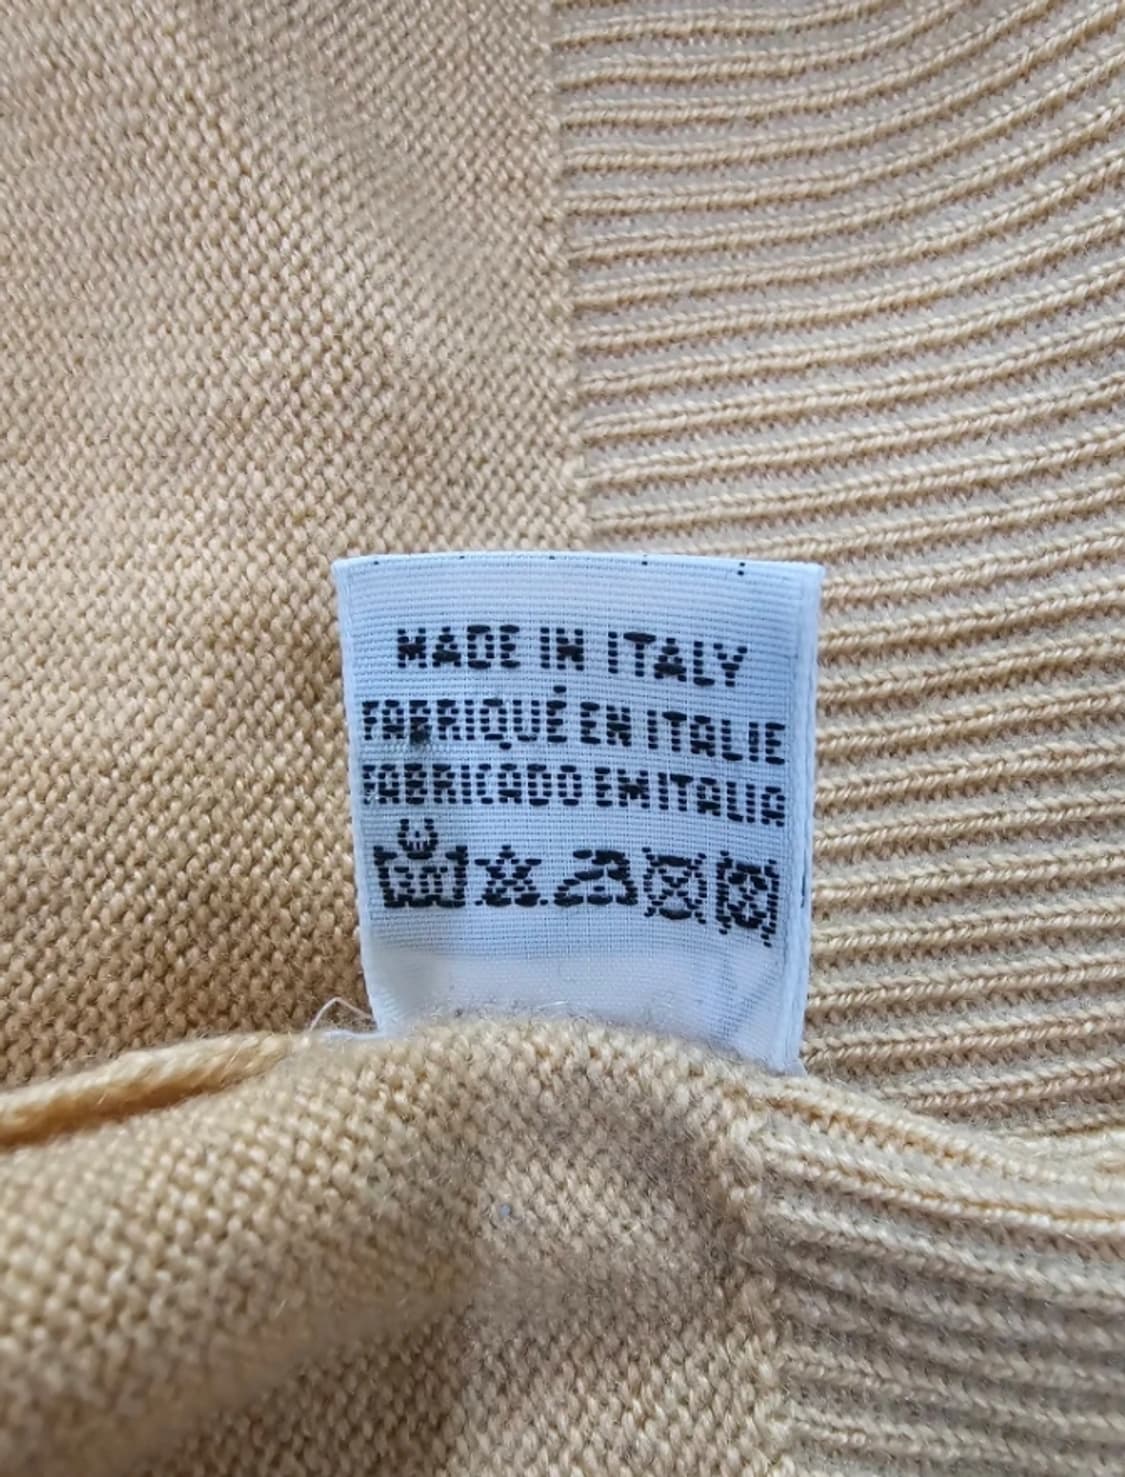 MADE IN ITALY
FABRIQUÉ EN ITALIE
FABRICADO EM ITALIA